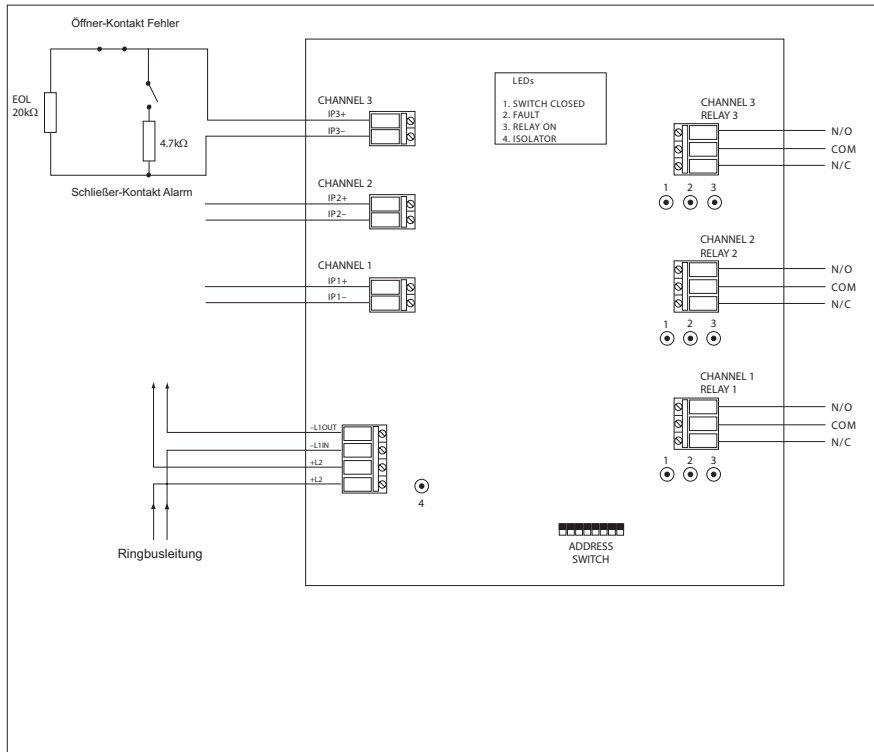 Öffner-Kontakt Fehler
EOL
20kΩ
4.7kΩ
Schließer-Kontakt Alarm
CHANNEL 3
IP3+
IP3–
CHANNEL 2
IP2+
IP2–
CHANNEL 1
IP1+
IP1–
–L1OUT
–L1IN
+L2
+L2
4
Ringbusleitung
LEDs
1. SWITCH CLOSED
2. FAULT
3. RELAY ON
4. ISOLATOR
CHANNEL 3
RELAY 3
N/O
COM
N/C
1 2 3
CHANNEL 2
RELAY 2
N/O
COM
N/C
1 2 3
CHANNEL 1
RELAY 1
N/O
COM
N/C
1 2 3
ADDRESS
SWITCH